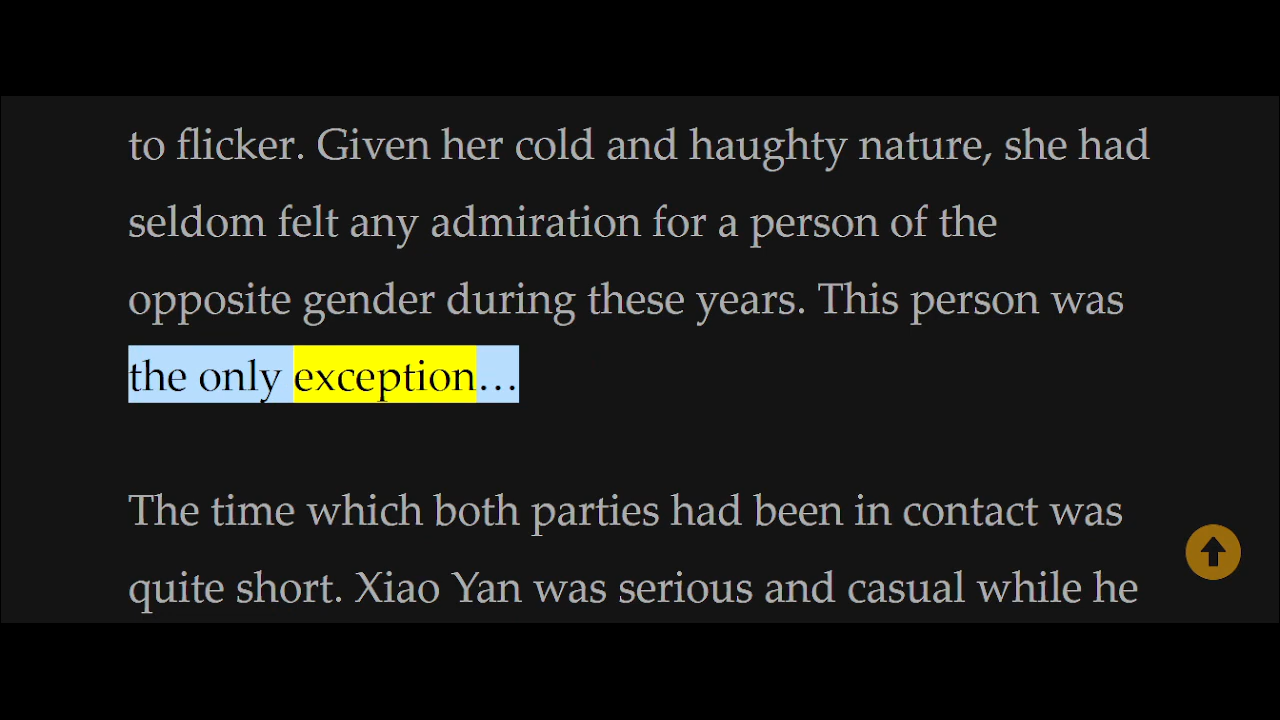 to flicker. Given her cold and haughty nature, she had
seldom felt any admiration for a person of the
opposite gender during these years. This person was
the only exception…
The time which both parties had been in contact was
quite short. Xiao Yan was serious and casual while he